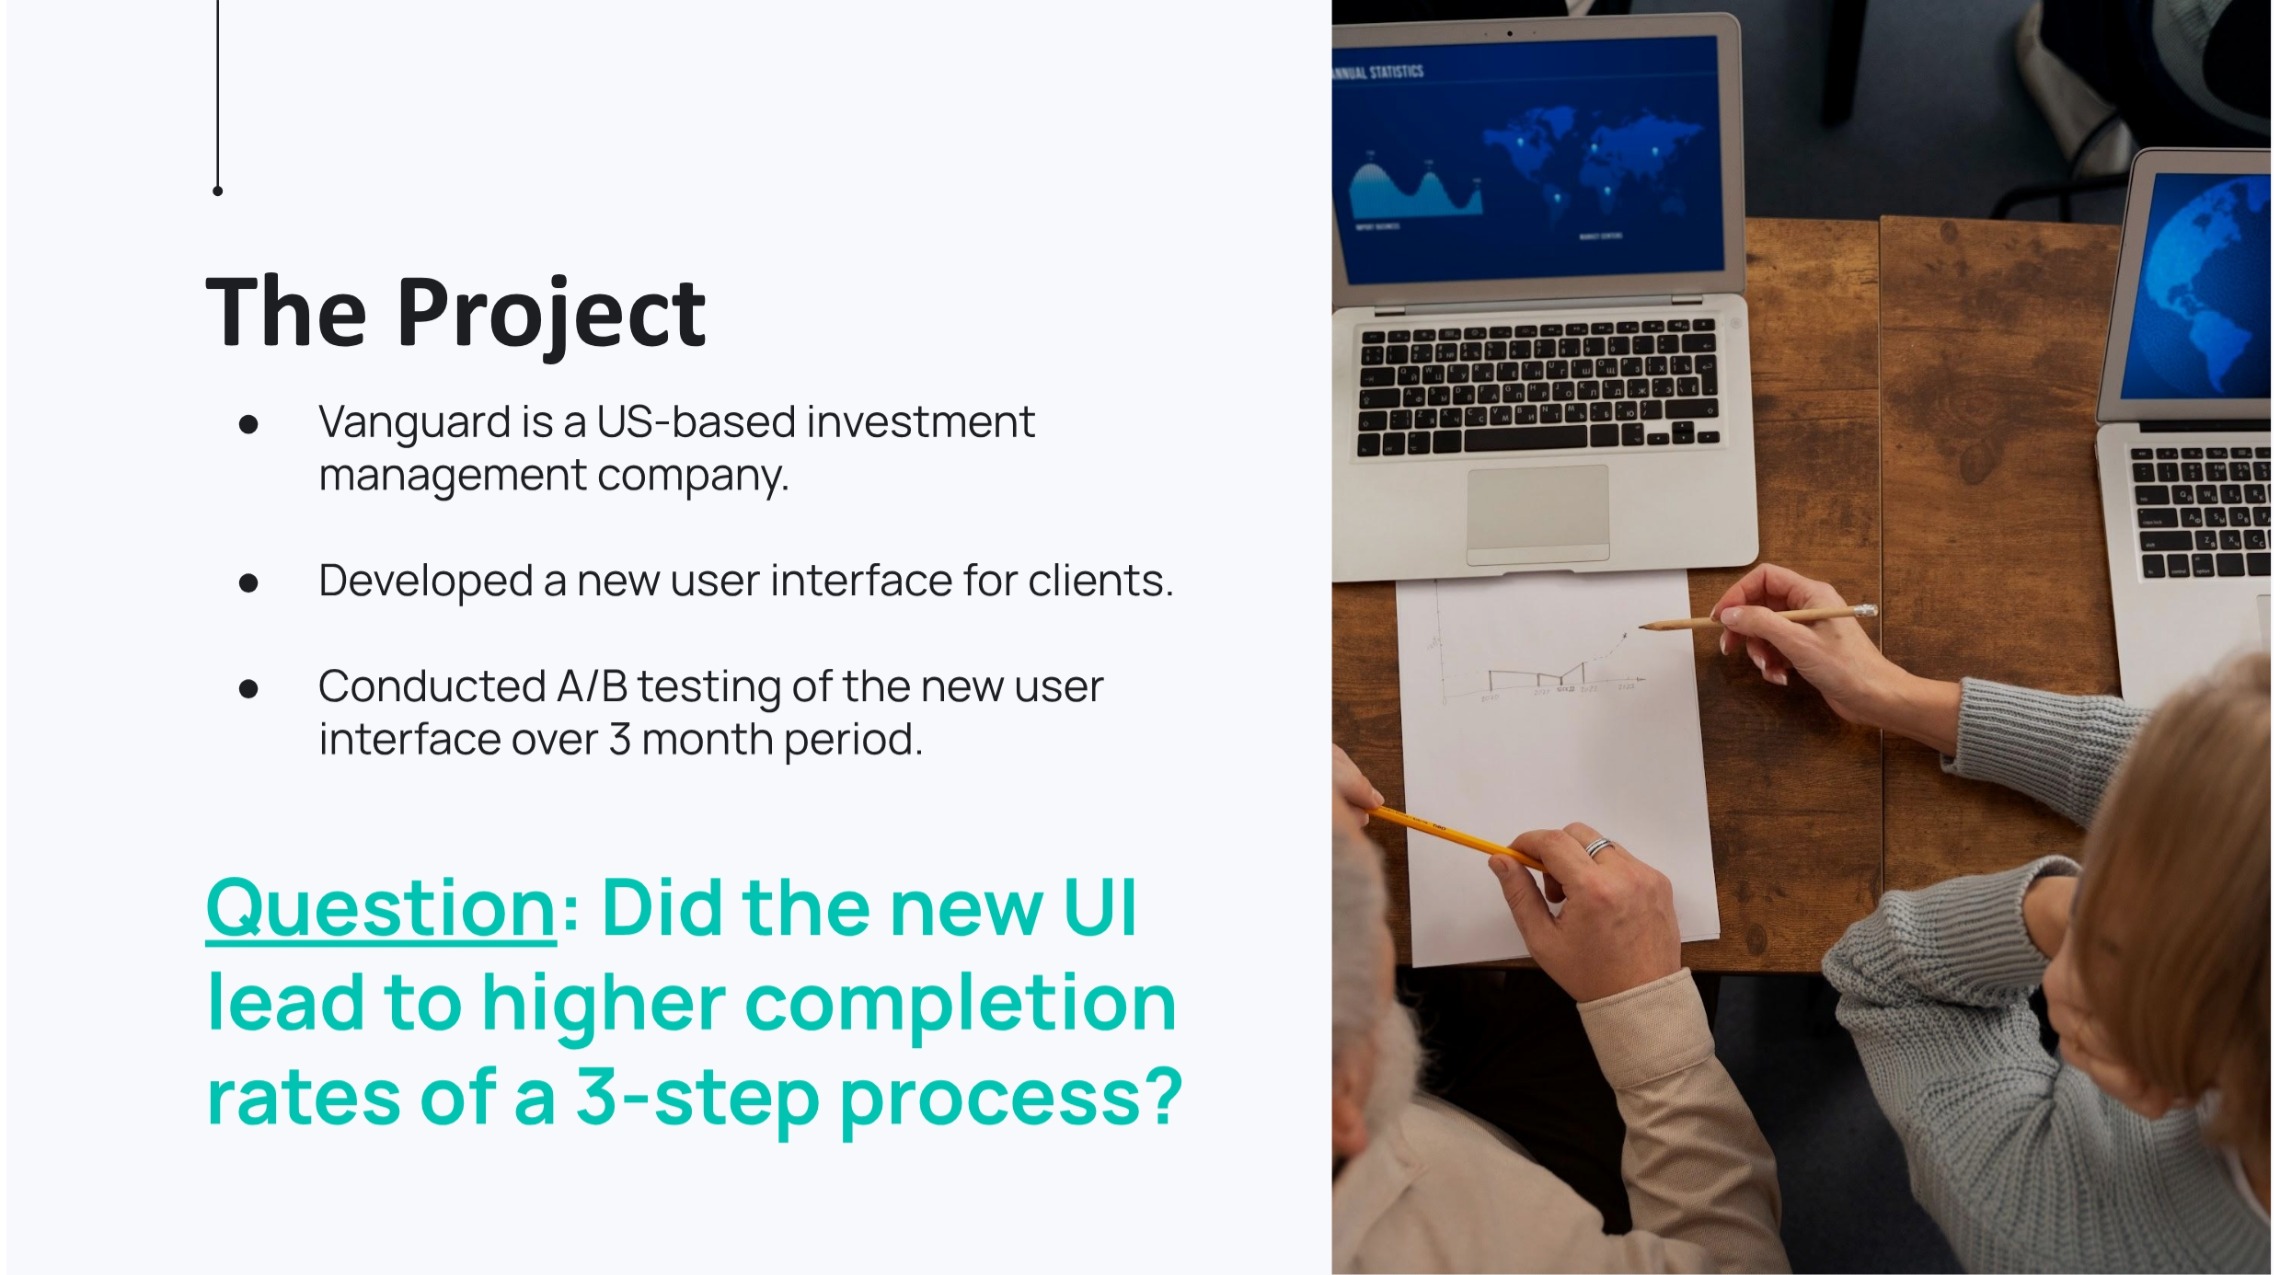 The Project
● Vanguard is a US-based investment
management company.
● Developed a new user interface for clients.
● Conducted A/B testing of the new user
interface over 3 month period.
Question: Did the new UI
lead to higher completion
rates of a 3-step process?
ANNUAL STATISTICS
MARKET CENTERS